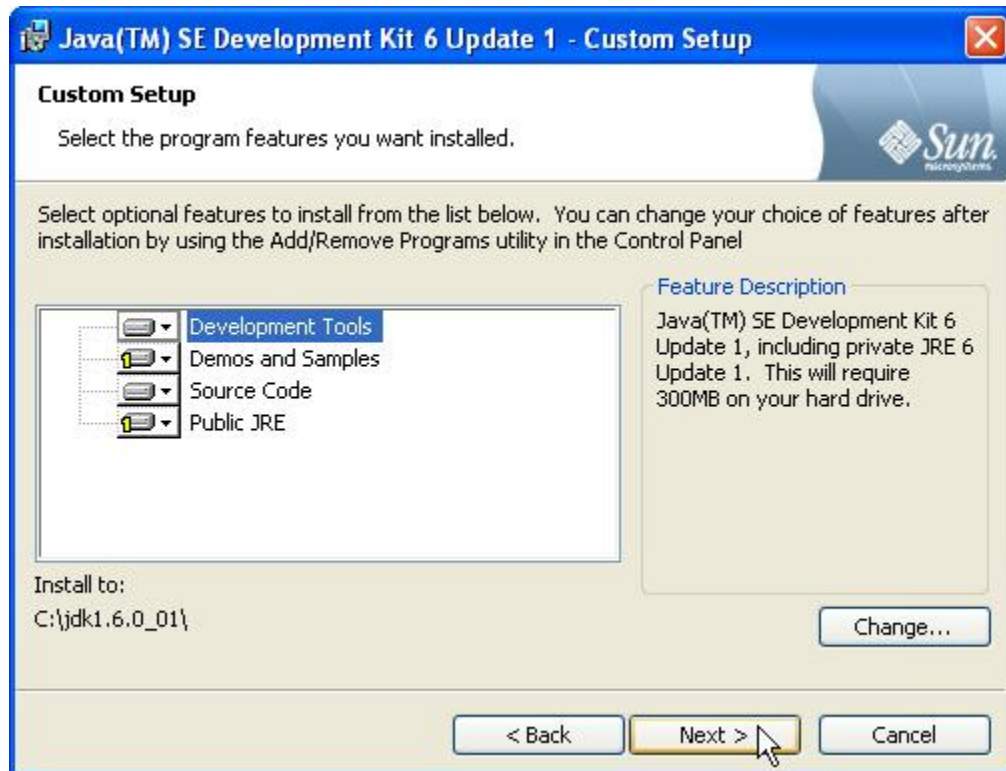 Java(TM) SE Development Kit 6 Update 1 - Custom Setup
Custom Setup
Select the program features you want installed.
Sun
microsystems
Select optional features to install from the list below. You can change your choice of features after
installation by using the Add/Remove Programs utility in the Control Panel
Development Tools
Demos and Samples
Source Code
Public JRE
Feature Description
Java(TM) SE Development Kit 6
Update 1, including private JRE 6
Update 1. This will require
300MB on your hard drive.
Install to:
C:\jdk1.6.0_01\
Change...
< Back
Next >
Cancel